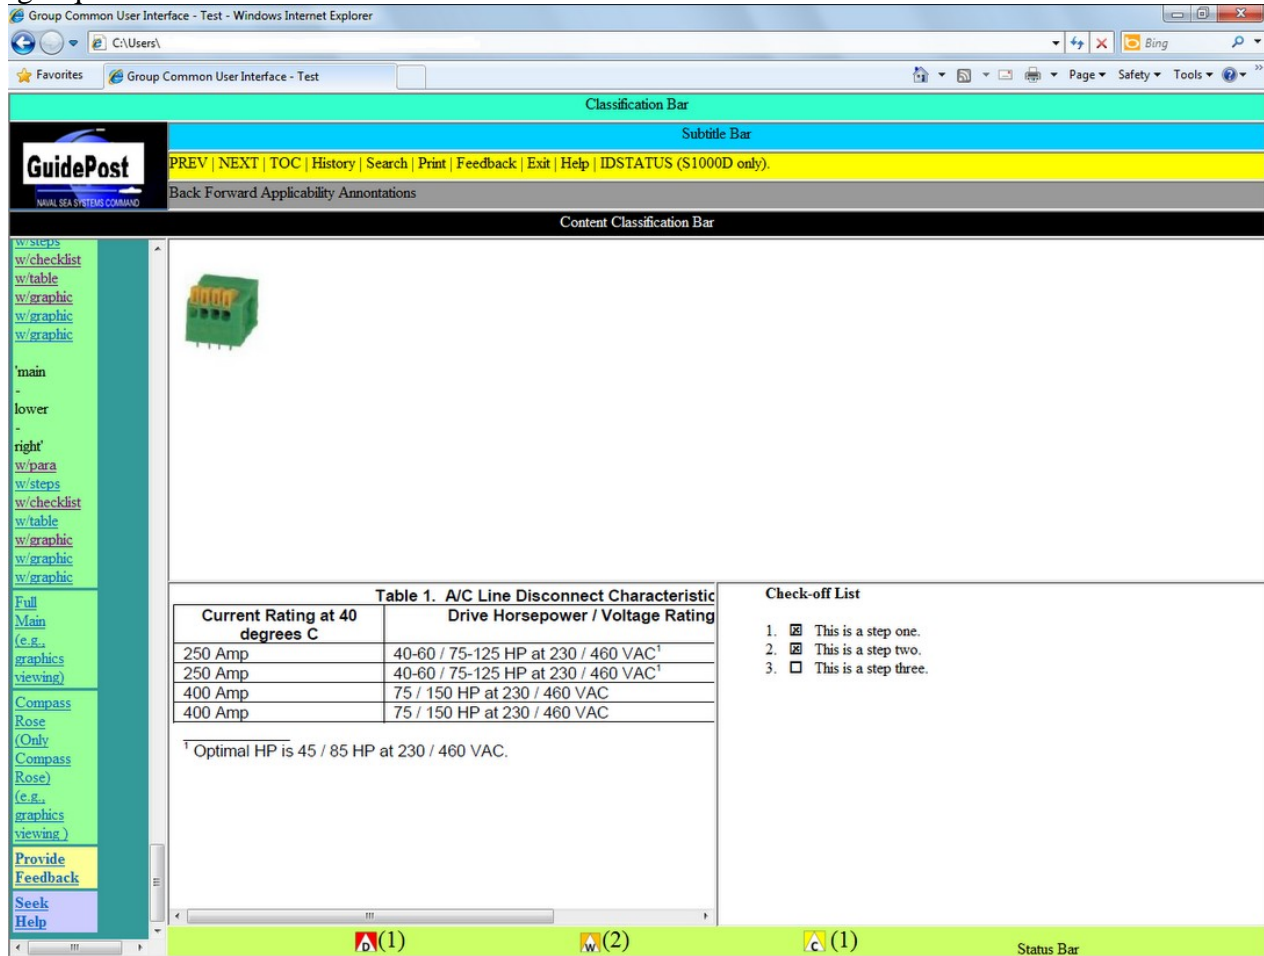 Group Common User Interface - Test - Windows Internet Explorer
C:\Users\
Bing
Favorites
Group Common User Interface - Test
Page
Safety
Tools
Classification Bar
GuidePost
NAVAL SEA SYSTEMS COMMAND
Subtitle Bar
PREV | NEXT | TOC | History | Search | Print | Feedback | Exit | Help | IDSTATUS (S1000D only).
Back Forward Applicability Annontations
Content Classification Bar
w/steps
w/checklist
w/table
w/graphic
w/graphic
w/graphic
'main
-
lower
-
right'
w/para
w/steps
w/checklist
w/table
w/graphic
w/graphic
w/graphic
Full
Main
(e.g.,
graphics
viewing)
Compass
Rose
(Only
Compass
Rose)
(e.g.,
graphics
viewing )
Provide
Feedback
Seek
Help
Table 1. A/C Line Disconnect Characteristic
Current Rating at 40 degrees C Drive Horsepower / Voltage Rating
250 Amp 40-60 / 75-125 HP at 230 / 460 VAC¹
250 Amp 40-60 / 75-125 HP at 230 / 460 VAC¹
400 Amp 75 / 150 HP at 230 / 460 VAC
400 Amp 75 / 150 HP at 230 / 460 VAC
¹ Optimal HP is 45 / 85 HP at 230 / 460 VAC.
Check-off List
1. ☒ This is a step one.
2. ☒ This is a step two.
3. ☐ This is a step three.
D (1)
W (2)
C (1)
Status Bar